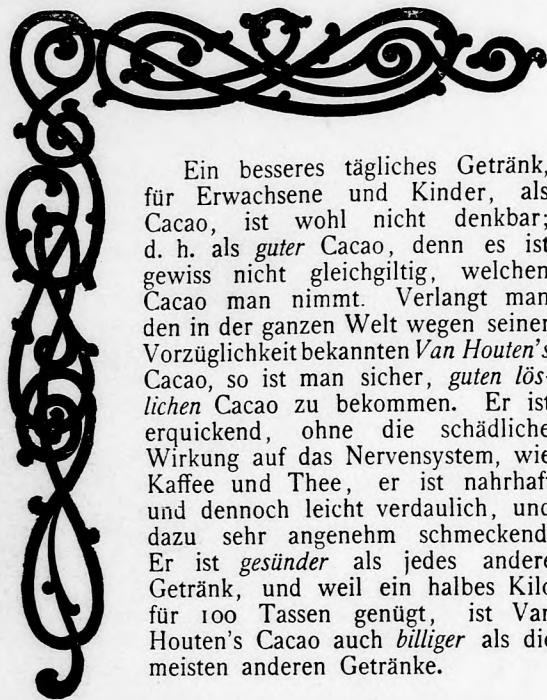 Ein besseres tägliches Getränk,
für Erwachsene und Kinder, als
Cacao, ist wohl nicht denkbar;
d. h. als guter Cacao, denn es ist
gewiss nicht gleichgiltig, welchen
Cacao man nimmt. Verlangt man
den in der ganzen Welt wegen seiner
Vorzüglichkeit bekannten Van Houten's
Cacao, so ist man sicher, guten lös-
lichen Cacao zu bekommen. Er ist
erquickend, ohne die schädliche
Wirkung auf das Nervensystem, wie
Kaffee und Thee, er ist nahrhaft
und dennoch leicht verdaulich, und
dazu sehr angenehm schmeckend.
Er ist gesünder als jedes andere
Getränk, und weil ein halbes Kilo
für 100 Tassen genügt, ist Van
Houten's Cacao auch billiger als die
meisten anderen Getränke.